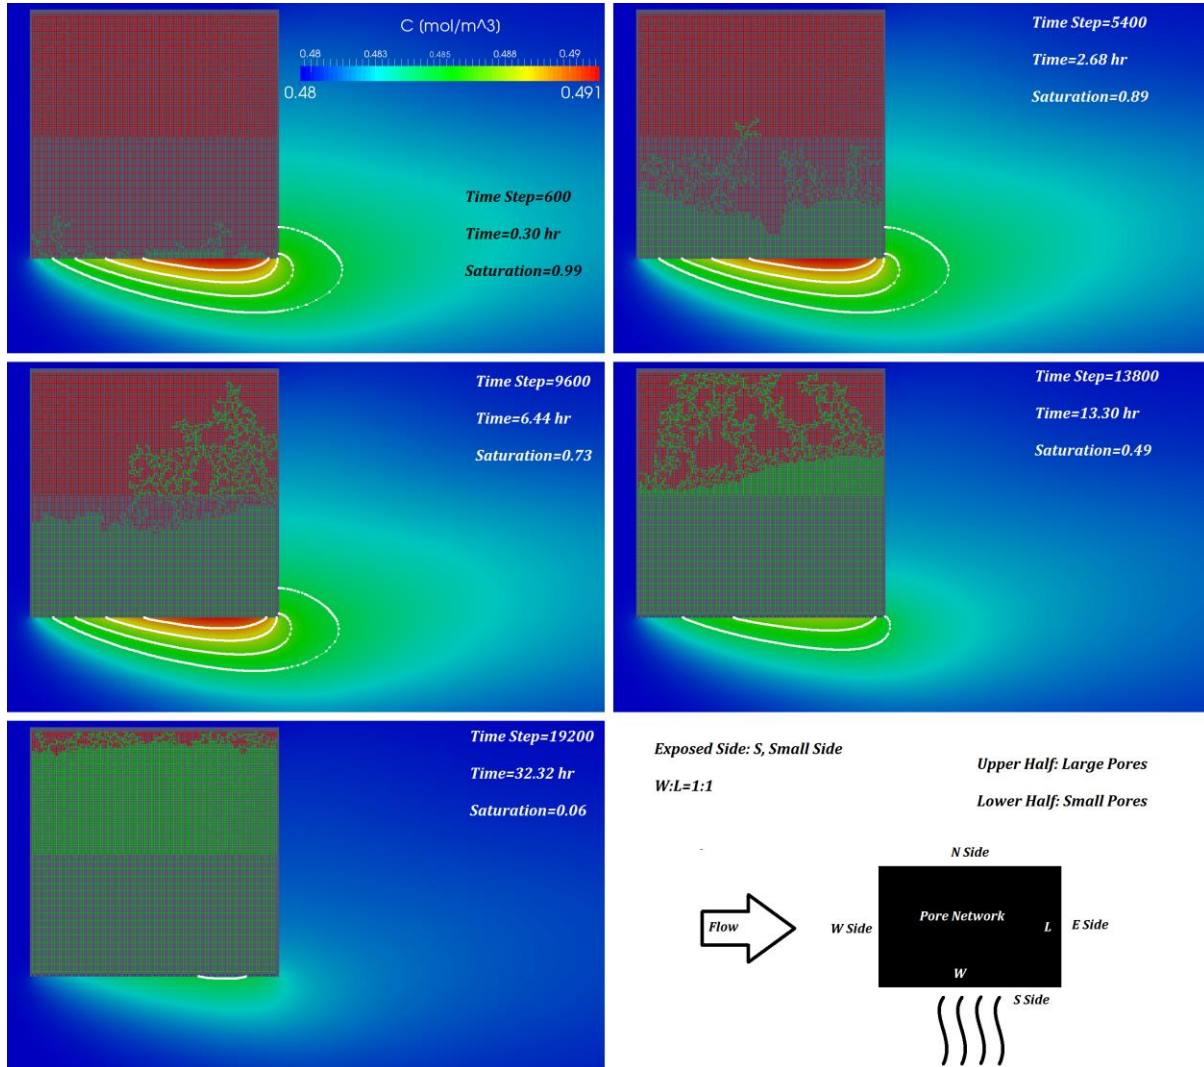 C (mol/m^3)
0.48 0.483 0.485 0.488 0.49
0.48 0.491
Time Step=600
Time=0.30 hr
Saturation=0.99
Time Step=5400
Time=2.68 hr
Saturation=0.89
Time Step=9600
Time=6.44 hr
Saturation=0.73
Time Step=13800
Time=13.30 hr
Saturation=0.49
Time Step=19200
Time=32.32 hr
Saturation=0.06
Exposed Side: S, Small Side
W:L=1:1
Upper Half: Large Pores
Lower Half: Small Pores
N Side
Flow
W Side
Pore Network
L
E Side
W
S Side